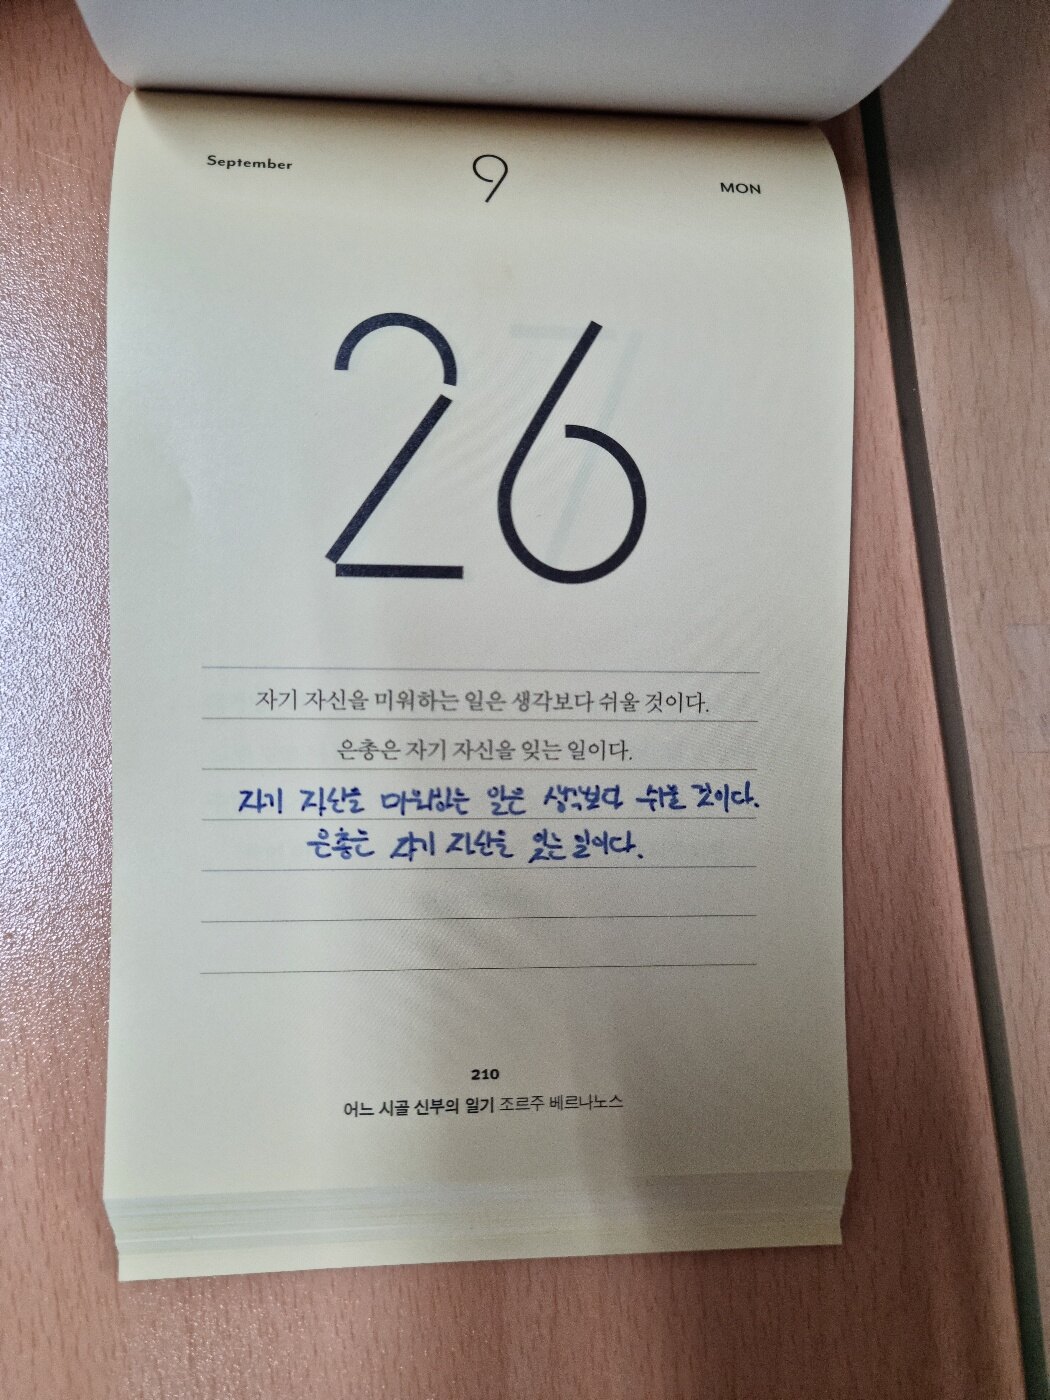 September 9 MON
26
자기 자신을 미워하는 일은 생각보다 쉬울 것이다.
은총은 자기 자신을 잊는 일이다.
자기 자신을 미워하는 일은 생각보다 쉬울 것이다.
은총은 자기 자신을 잊는 일이다.
210
어느 시골 신부의 일기 조르주 베르나노스